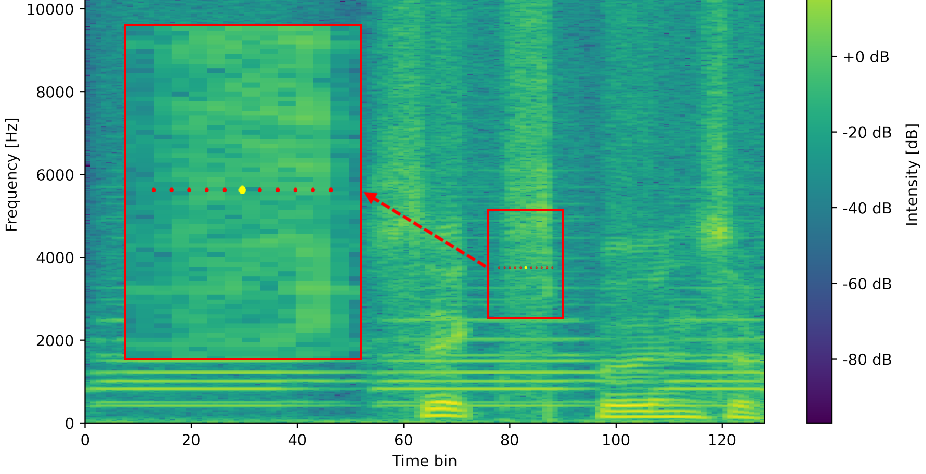 10000
8000
6000
4000
2000
0
Frequency [Hz]
0 20 40 60 80 100 120
Time bin
+0 dB
-20 dB
-40 dB
-60 dB
-80 dB
Intensity [dB]